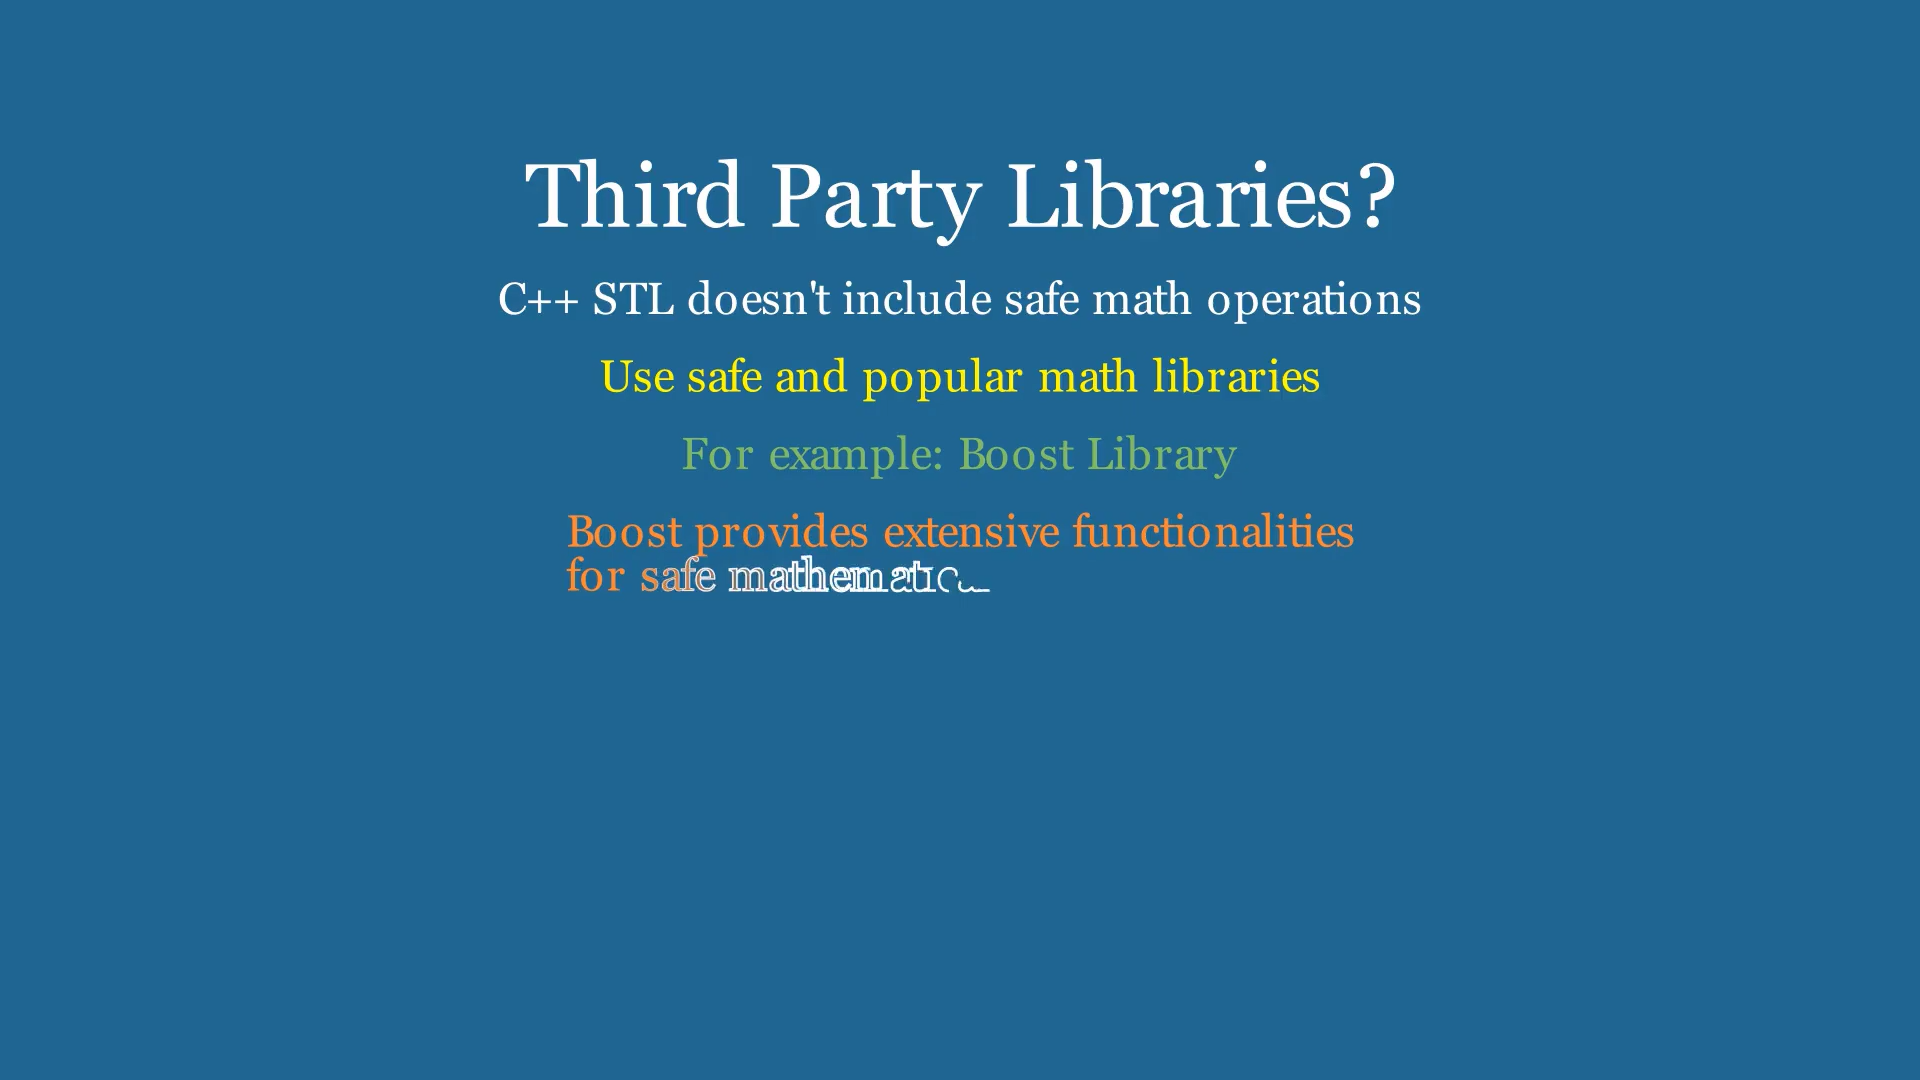 Third Party Libraries?
C++ STL doesn't include safe math operations
Use safe and popular math libraries
For example: Boost Library
Boost provides extensive functionalities
for safe